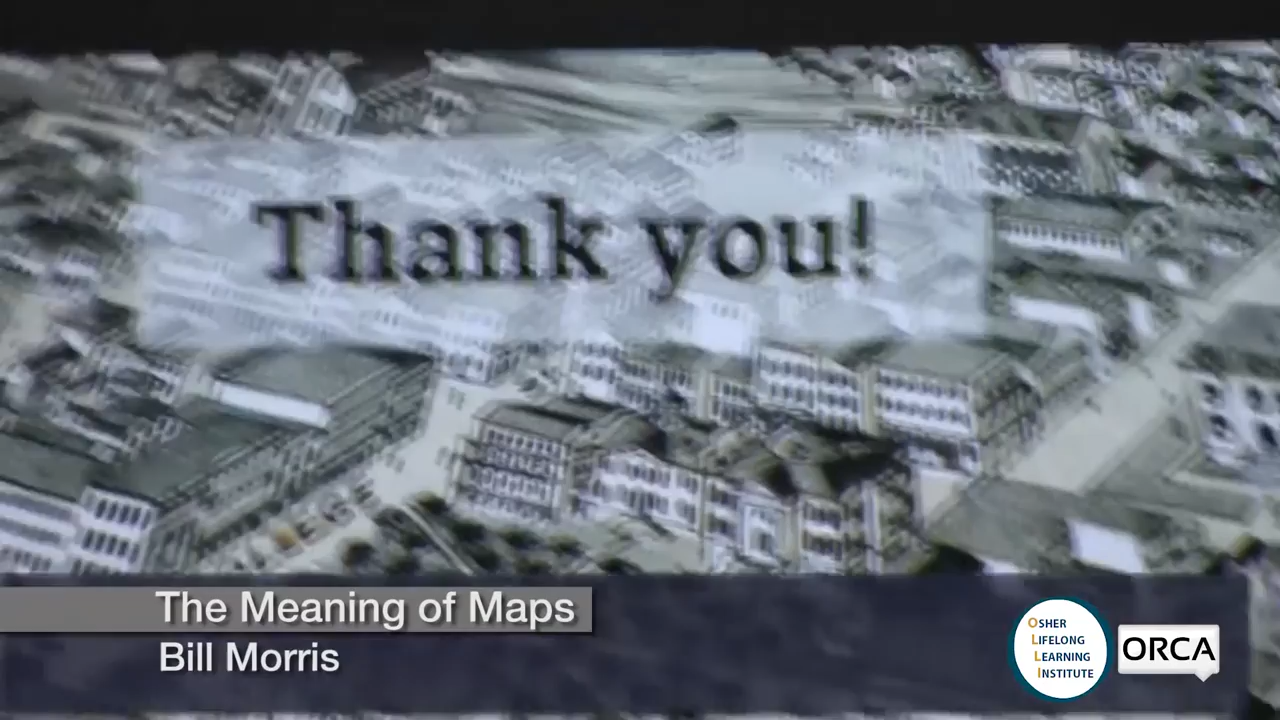 Thank you!
The Meaning of Maps
Bill Morris
OSHER
LIFELONG
LEARNING
INSTITUTE
ORCA